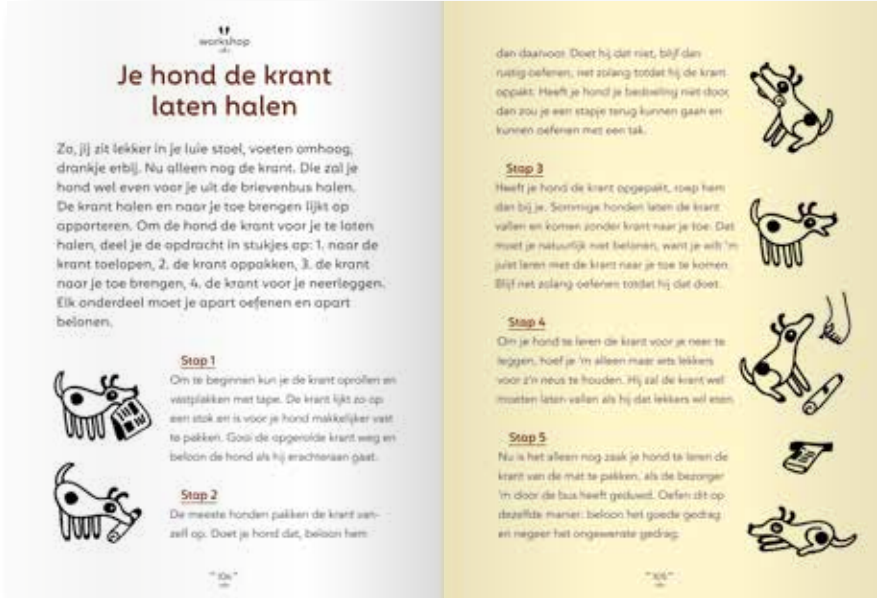 workshop
Je hond de krant
laten halen
Zo, jij zit lekker in je luie stoel, voeten omhoog,
drankje erbij. Nu alleen nog de krant. Die zal je
hond wel even voor je uit de brievenbus halen.
De krant halen en naar je toe brengen lijkt op
apporteren. Om de hond de krant voor je te laten
halen, deel je de opdracht in stukjes op: 1. naar de
krant toelopen, 2. de krant oppakken, 3. de krant
naar je toe brengen, 4. de krant voor je neerleggen.
Elk onderdeel moet je apart oefenen en apart
belonen.
Stap 1
Om te beginnen kun je de krant oprollen en
vastplakken met tape. De krant lijkt zo op
een stok en is voor je hond makkelijker vast
te pakken. Gooi de opgerolde krant weg en
beloon de hond als hij erachteraan gaat.
Stap 2
De meeste honden pakken de krant van-
zelf op. Doet je hond dat, beloon hem
dan daarvoor. Doet hij dat niet, blijf dan
rustig oefenen, net zolang totdat hij de krant
oppakt. Heeft je hond je bedoeling niet door,
dan zou je een stapje terug kunnen gaan en
kunnen oefenen met een tak.
Stap 3
Heeft je hond de krant opgepakt, roep hem
dan bij je. Sommige honden laten de krant
vallen en komen zonder krant naar je toe. Dat
moet je natuurlijk niet belonen, want je wilt 'm
juist leren met de krant naar je toe te komen.
Blijf net zolang oefenen totdat hij dat doet.
Stap 4
Om je hond te leren de krant voor je neer te
leggen, hoef je 'm alleen maar iets lekkers
voor z'n neus te houden. Hij zal de krant wel
moeten laten vallen als hij dat lekkers wil eten.
Stap 5
Nu is het alleen nog zaak je hond te leren de
krant van de mat te pakken, als de bezorger
'm door de bus heeft geduwd. Oefen dit op
dezelfde manier: beloon het goede gedrag
en negeer het ongewenste gedrag.